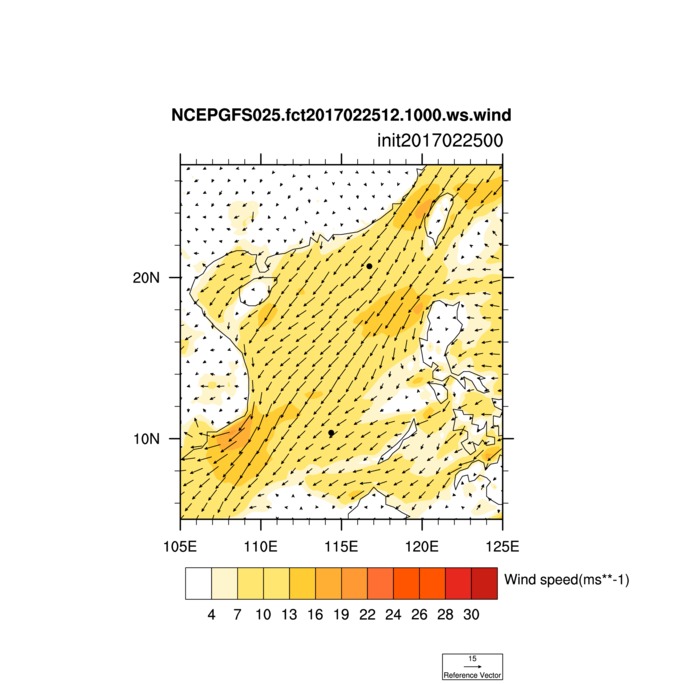 NCEPGFS025.fct2017022512.1000.ws.wind
init2017022500
20N
10N
105E 110E 115E 120E 125E
Wind speed(ms**-1)
4 7 10 13 16 19 22 24 26 28 30
15
Reference Vector